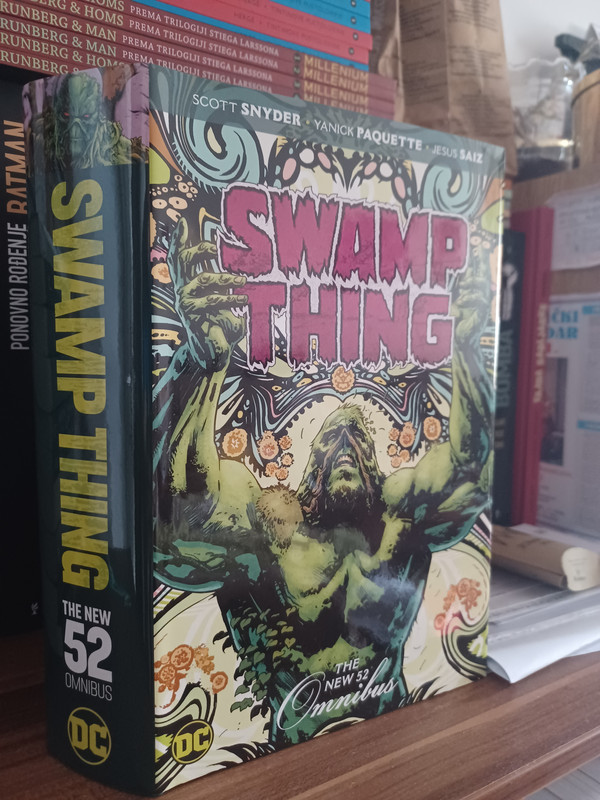 RUNBERG & HOMS PREMA TRILOGIJI STIEGA LARSSONA
RUNBERG & MAN PREMA TRILOGIJI STIEGA LARSSONA MILLENIUM
RUNBERG & HOMS PREMA TRILOGIJI STIEGA LARSSONA MILLENIUM
PONOVNO ROĐENJE BATMAN
SWAMP THING
THE NEW
52
OMNIBUS
DC
SCOTT SNYDER • YANICK PAQUETTE • JESUS SAIZ
SWAMP
THING
THE
NEW 52
Omnibus
DC